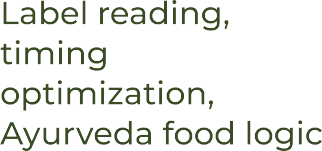 Label reading,
timing
optimization,
Ayurveda food logic